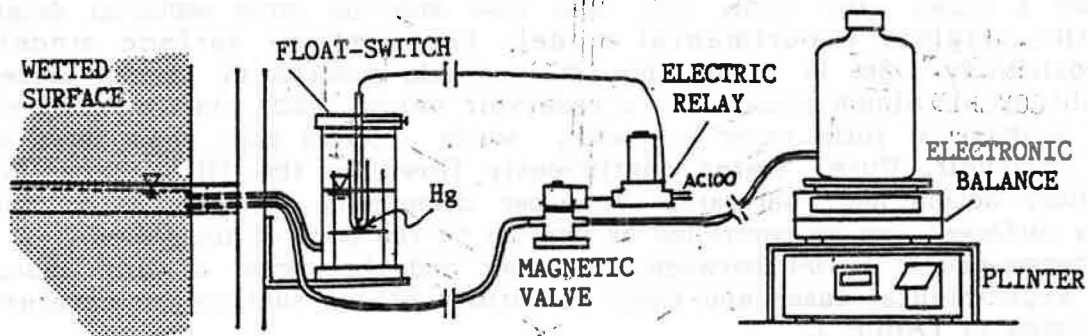 WETTED
SURFACE
FLOAT-SWITCH
Hg
ELECTRIC
RELAY
AC100
MAGNETIC
VALVE
ELECTRONIC
BALANCE
PLINTER